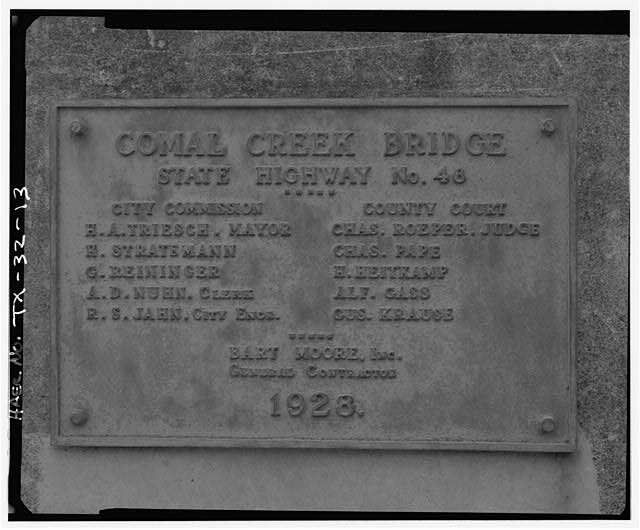 COMAL CREEK BRIDGE
STATE HIGHWAY No. 46
*****
CITY COMMISSION
H. A. TRIESCH, MAYOR
H. STRATEMANN
G. REININGER
A. D. NUHN, CLERK
R. S. JAHN, CITY ENGR.
COUNTY COURT
CHAS. ROEPER, JUDGE
CHAS. PAPE
H. HEITKAMP
ALF. GASS
GUS. KRAUSE
*****
BART MOORE, INC.
GENERAL CONTRACTOR
1928.
HAER No. TX-32-13